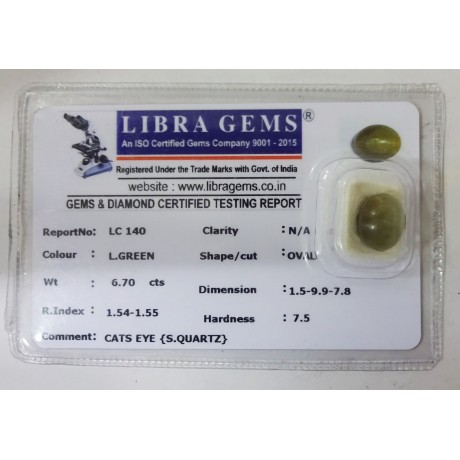 LIBRA GEMS ®
An ISO Certified Gems Company 9001 - 2015
Registered Under the Trade Marks with Govt. of India
website : www.libragems.co.in
GEMS & DIAMOND CERTIFIED TESTING REPORT
ReportNo: LC 140 Clarity : N/A
Colour : L.GREEN Shape/cut : OVAL
Wt : 6.70 cts Dimension : 1.5-9.9-7.8
R.Index : 1.54-1.55 Hardness : 7.5
Comment: CATS EYE {S.QUARTZ}